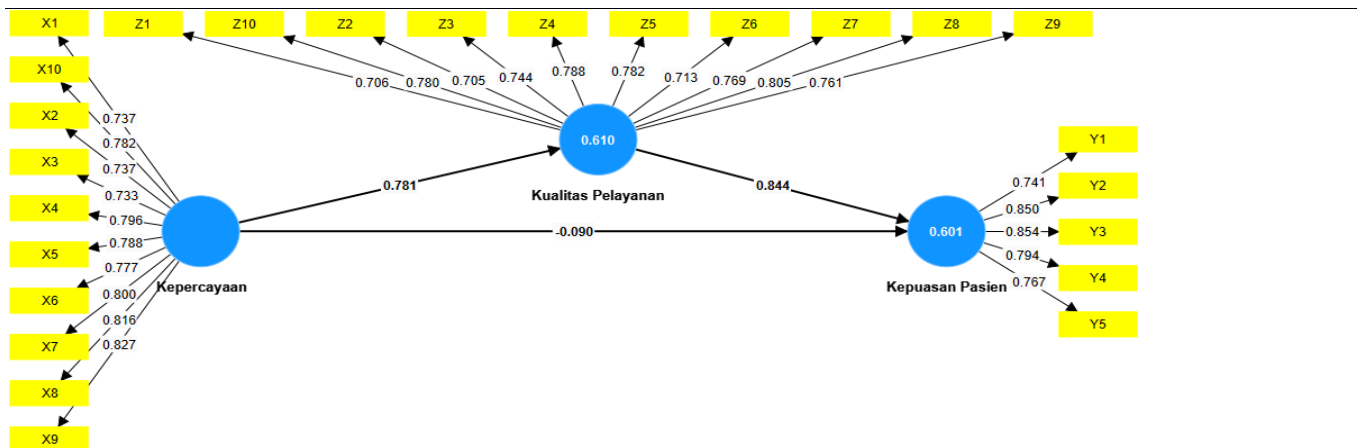 X1 Z1 Z10 Z2 Z3 Z4 Z5 Z6 Z7 Z8 Z9
X10
X2
X3
X4
X5
X6
X7
X8
X9
0.706 0.780 0.705 0.744 0.788 0.782 0.713 0.769 0.805 0.761
0.737
0.782
0.737
0.733
0.796
0.788
0.777
0.800
0.816
0.827
Kepercayaan
0.781
0.610
Kualitas Pelayanan
0.844
-0.090
0.601
Kepuasan Pasien
0.741
0.850
0.854
0.794
0.767
Y1
Y2
Y3
Y4
Y5